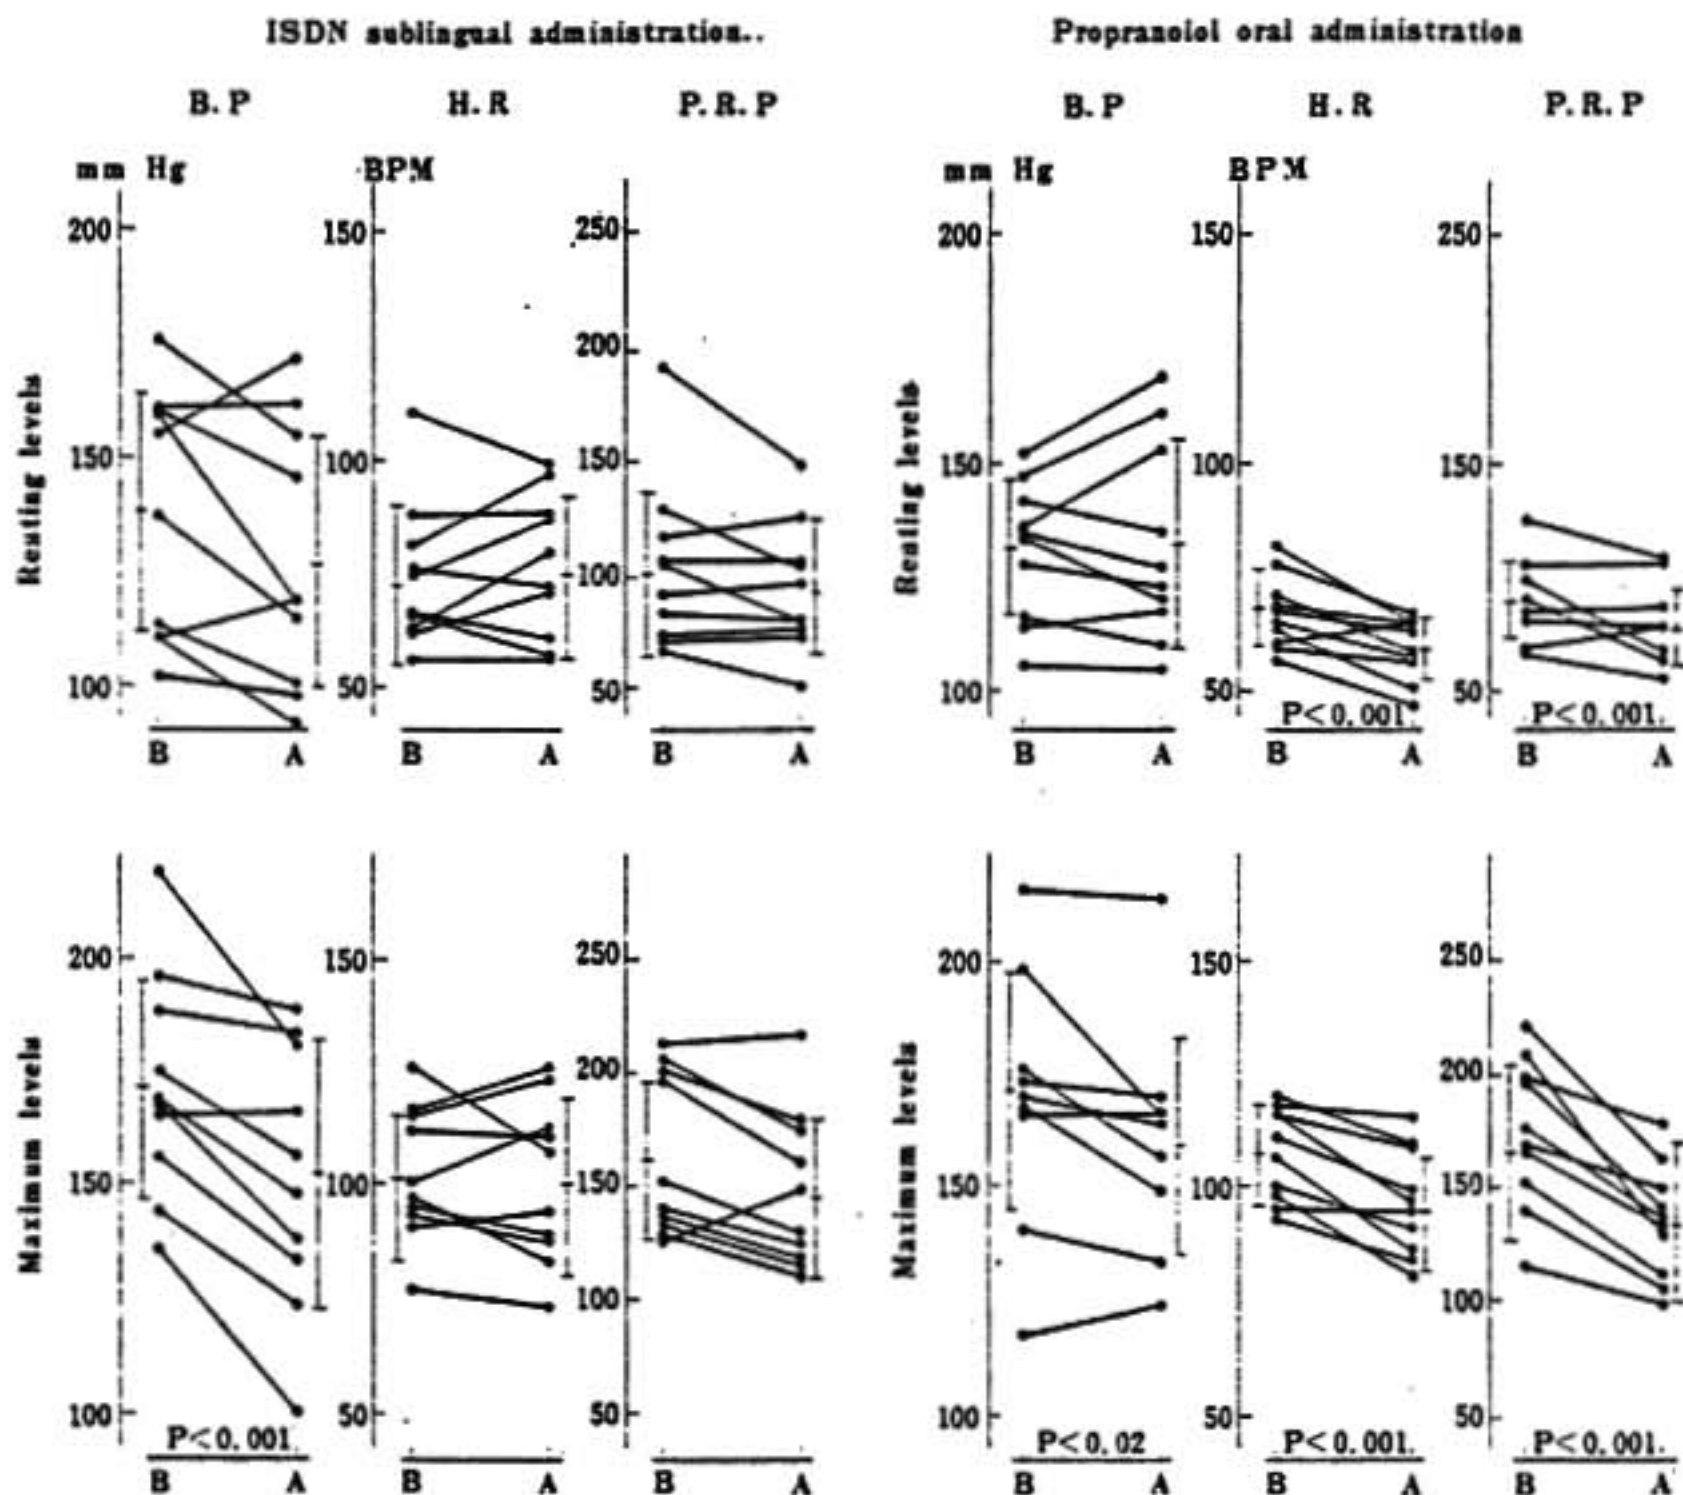 ISDN sublingual administration..
Propranolol oral administration
B.P H.R P.R.P
B.P H.R P.R.P
mm Hg BPM
mm Hg BPM
Resting levels
200 150 100
150 100 50
250 200 150 100 50
B A B A B A
Resting levels
200 150 100
150 100 50
250 150 50
P<0.001. P<0.001.
B A B A B A
Maximum levels
200 150 100
150 100 50
250 200 150 100 50
P<0.001.
B A B A B A
Maximum levels
200 150 100
150 100 50
250 200 150 100 50
P<0.02 P<0.001. P<0.001.
B A B A B A